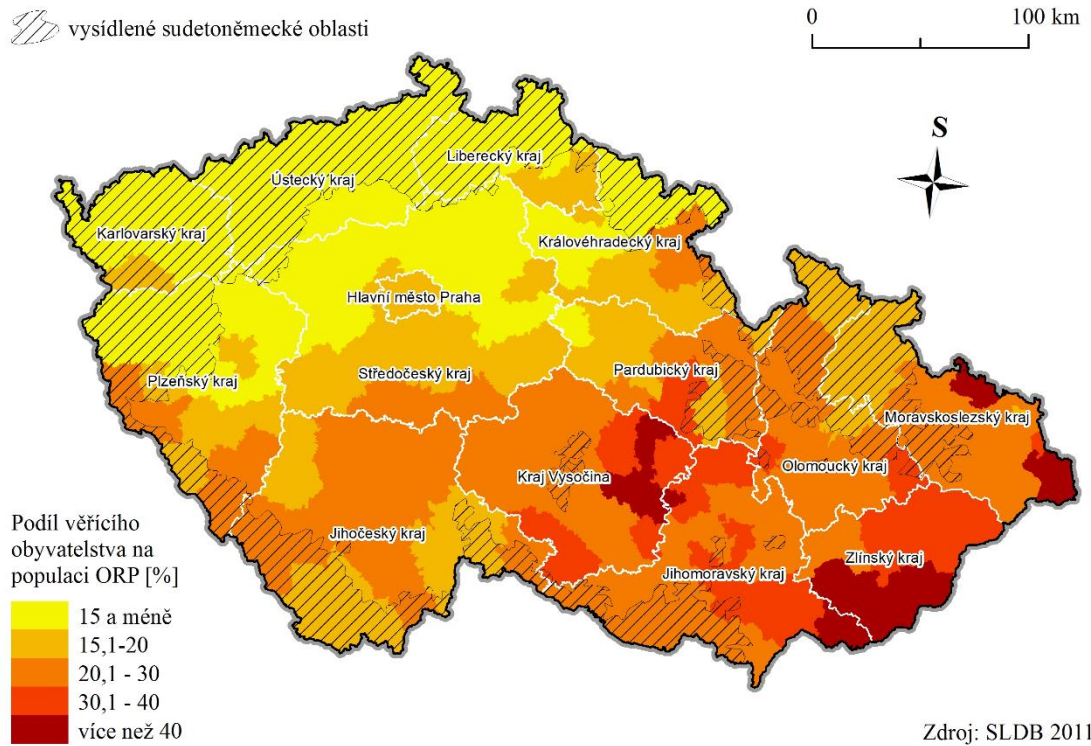 vysídlené sudetoněmecké oblasti
0 100 km
S
Liberecký kraj
Ústecký kraj
Karlovarský kraj
Královéhradecký kraj
Hlavní město Praha
Plzeňský kraj
Středočeský kraj
Pardubický kraj
Moravskoslezský kraj
Olomoucký kraj
Kraj Vysočina
Jihočeský kraj
Zlínský kraj
Jihomoravský kraj
Podíl věřícího
obyvatelstva na
populaci ORP [%]
15 a méně
15,1-20
20,1 - 30
30,1 - 40
více než 40
Zdroj: SLDB 2011